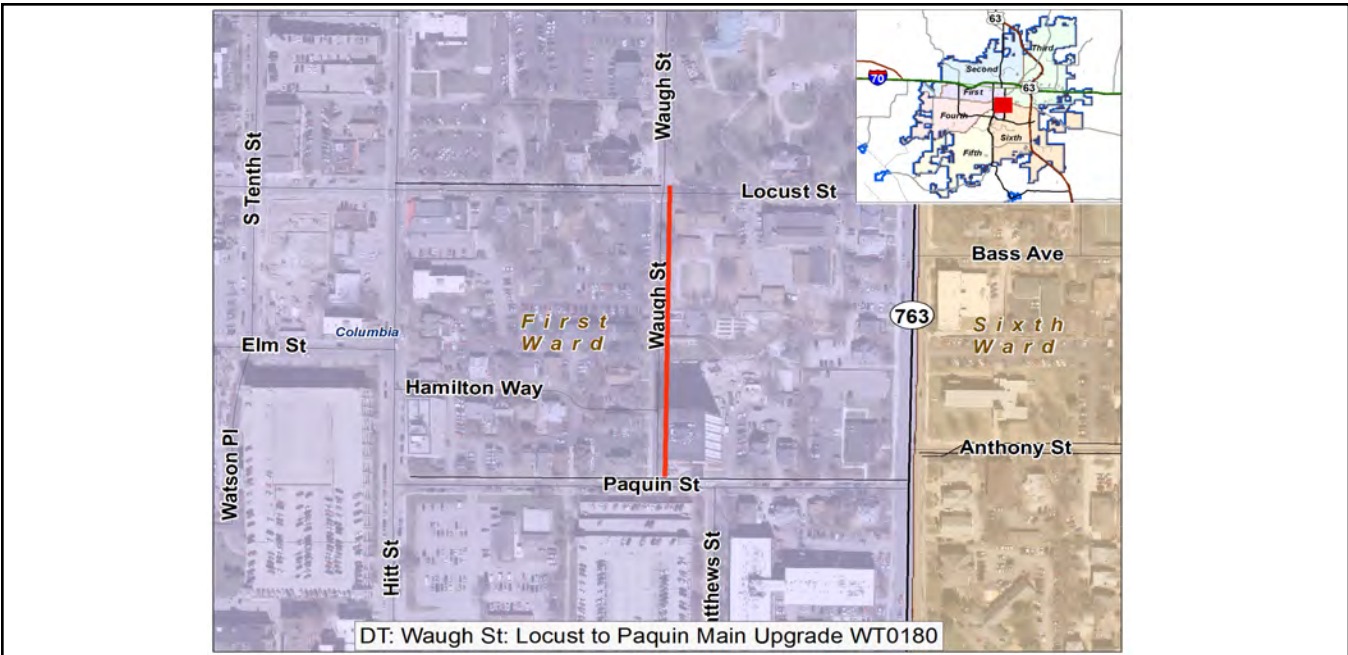 63
Third
Second
70
First
63
Fourth
Sixth
Fifth
S Tenth St
Waugh St
Locust St
Bass Ave
Waugh St
763
First
Ward
Sixth
Ward
Columbia
Elm St
Hamilton Way
Watson Pl
Anthony St
Paquin St
Hitt St
atthews St
DT: Waugh St: Locust to Paquin Main Upgrade WT0180